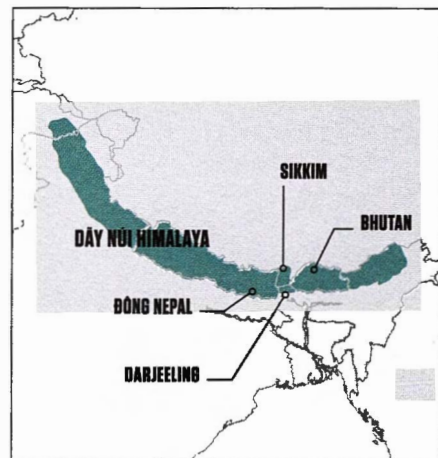 SIKKIM
BHUTAN
DÃY NÚI HIMALAYA
ĐÔNG NEPAL
DARJEELING